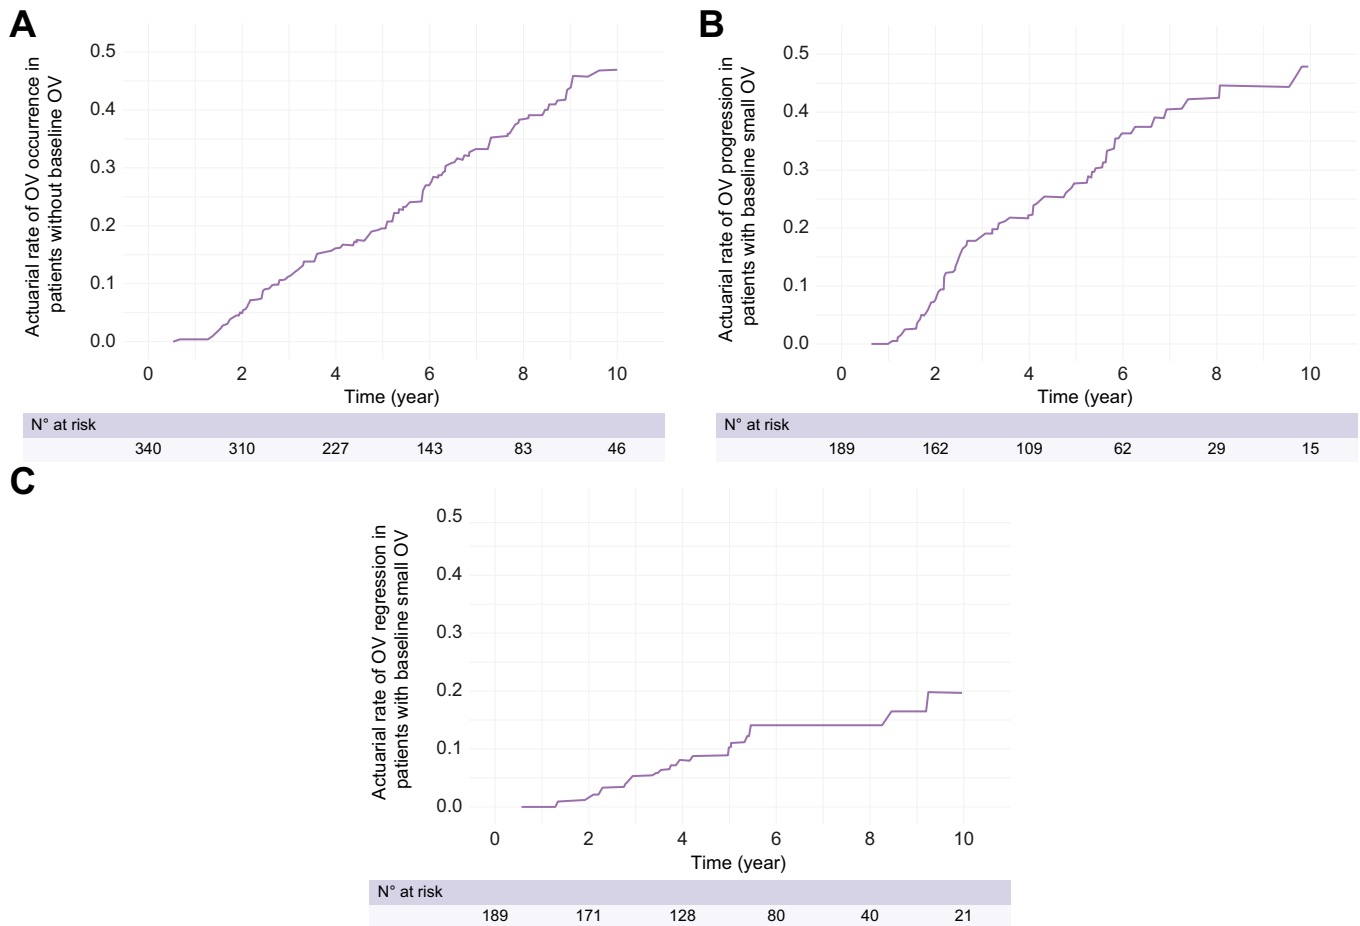 A
Actuarial rate of OV occurrence in
patients without baseline OV
0.5
0.4
0.3
0.2
0.1
0.0
0 2 4 6 8 10
Time (year)
N° at risk
340 310 227 143 83 46
B
Actuarial rate of OV progression in
patients with baseline small OV
0.5
0.4
0.3
0.2
0.1
0.0
0 2 4 6 8 10
Time (year)
N° at risk
189 162 109 62 29 15
C
Actuarial rate of OV regression in
patients with baseline small OV
0.5
0.4
0.3
0.2
0.1
0.0
0 2 4 6 8 10
Time (year)
N° at risk
189 171 128 80 40 21